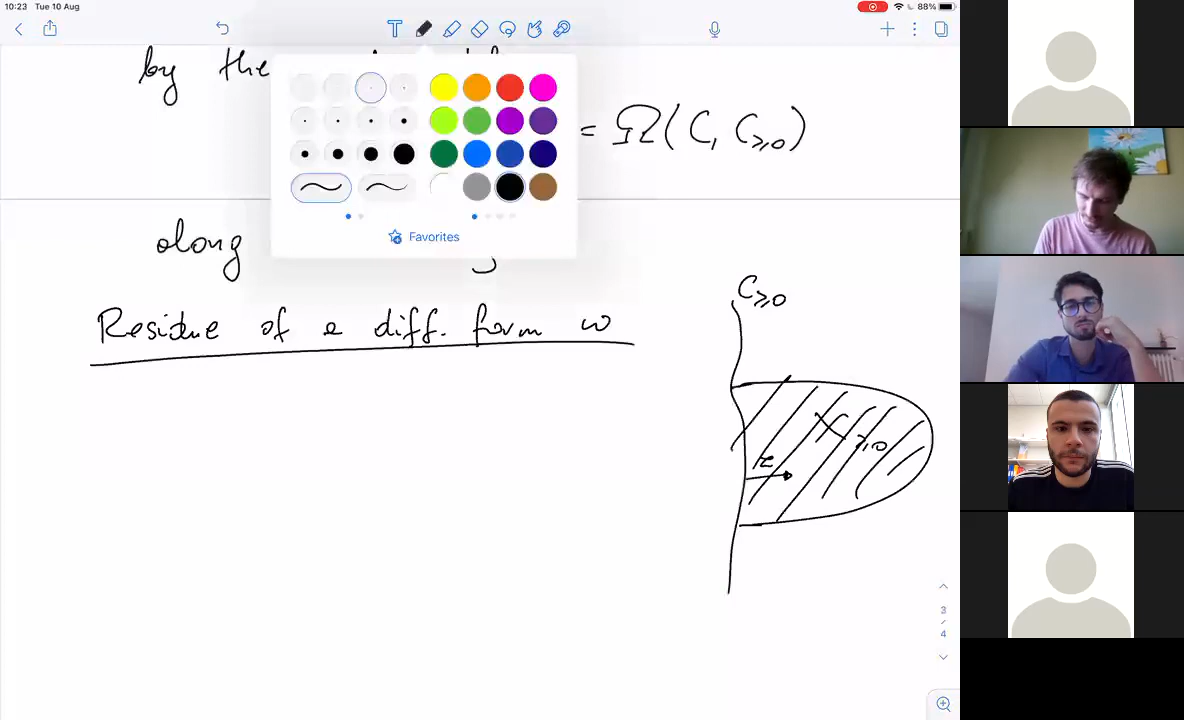 10:23 Tue 10 Aug
88%
by the
= Ω(C, C≥0)
Favorites
along
Residue of a diff. form ω
C≥0
X≥0
z
3
/
4